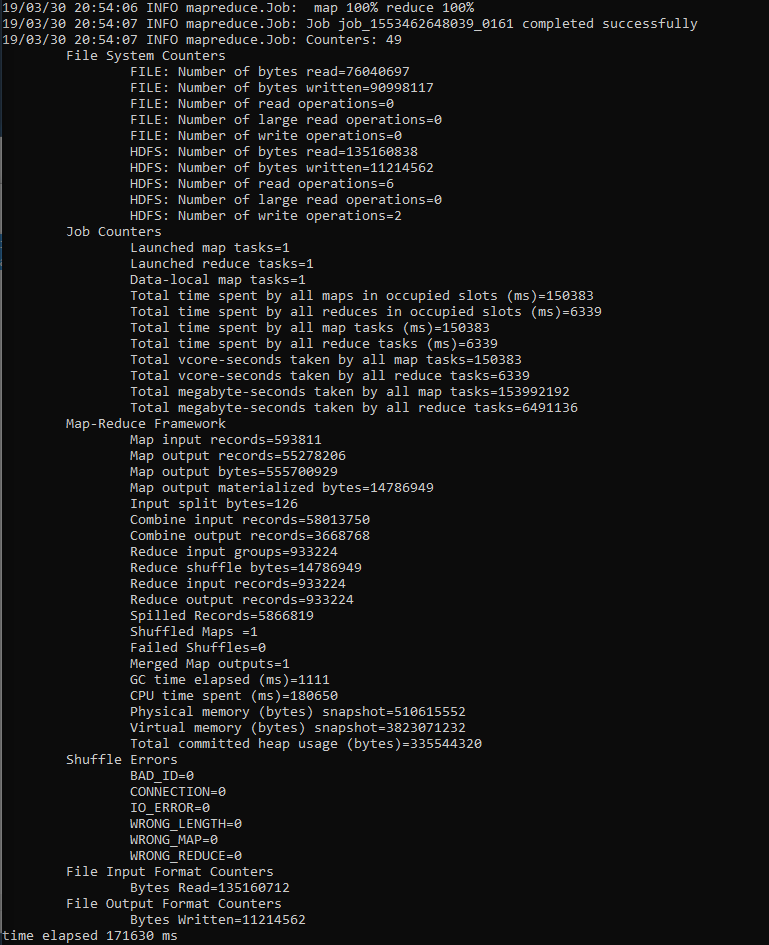 19/03/30 20:54:06 INFO mapreduce.Job:  map 100% reduce 100%
19/03/30 20:54:07 INFO mapreduce.Job: Job job_1553462648039_0161 completed successfully
19/03/30 20:54:07 INFO mapreduce.Job: Counters: 49
File System Counters
FILE: Number of bytes read=76040697
FILE: Number of bytes written=90998117
FILE: Number of read operations=0
FILE: Number of large read operations=0
FILE: Number of write operations=0
HDFS: Number of bytes read=135160838
HDFS: Number of bytes written=11214562
HDFS: Number of read operations=6
HDFS: Number of large read operations=0
HDFS: Number of write operations=2
Job Counters
Launched map tasks=1
Launched reduce tasks=1
Data-local map tasks=1
Total time spent by all maps in occupied slots (ms)=150383
Total time spent by all reduces in occupied slots (ms)=6339
Total time spent by all map tasks (ms)=150383
Total time spent by all reduce tasks (ms)=6339
Total vcore-seconds taken by all map tasks=150383
Total vcore-seconds taken by all reduce tasks=6339
Total megabyte-seconds taken by all map tasks=153992192
Total megabyte-seconds taken by all reduce tasks=6491136
Map-Reduce Framework
Map input records=593811
Map output records=55278206
Map output bytes=555700929
Map output materialized bytes=14786949
Input split bytes=126
Combine input records=58013750
Combine output records=3668768
Reduce input groups=933224
Reduce shuffle bytes=14786949
Reduce input records=933224
Reduce output records=933224
Spilled Records=5866819
Shuffled Maps =1
Failed Shuffles=0
Merged Map outputs=1
GC time elapsed (ms)=1111
CPU time spent (ms)=180650
Physical memory (bytes) snapshot=510615552
Virtual memory (bytes) snapshot=3823071232
Total committed heap usage (bytes)=335544320
Shuffle Errors
BAD_ID=0
CONNECTION=0
IO_ERROR=0
WRONG_LENGTH=0
WRONG_MAP=0
WRONG_REDUCE=0
File Input Format Counters
Bytes Read=135160712
File Output Format Counters
Bytes Written=11214562
time elapsed 171630 ms